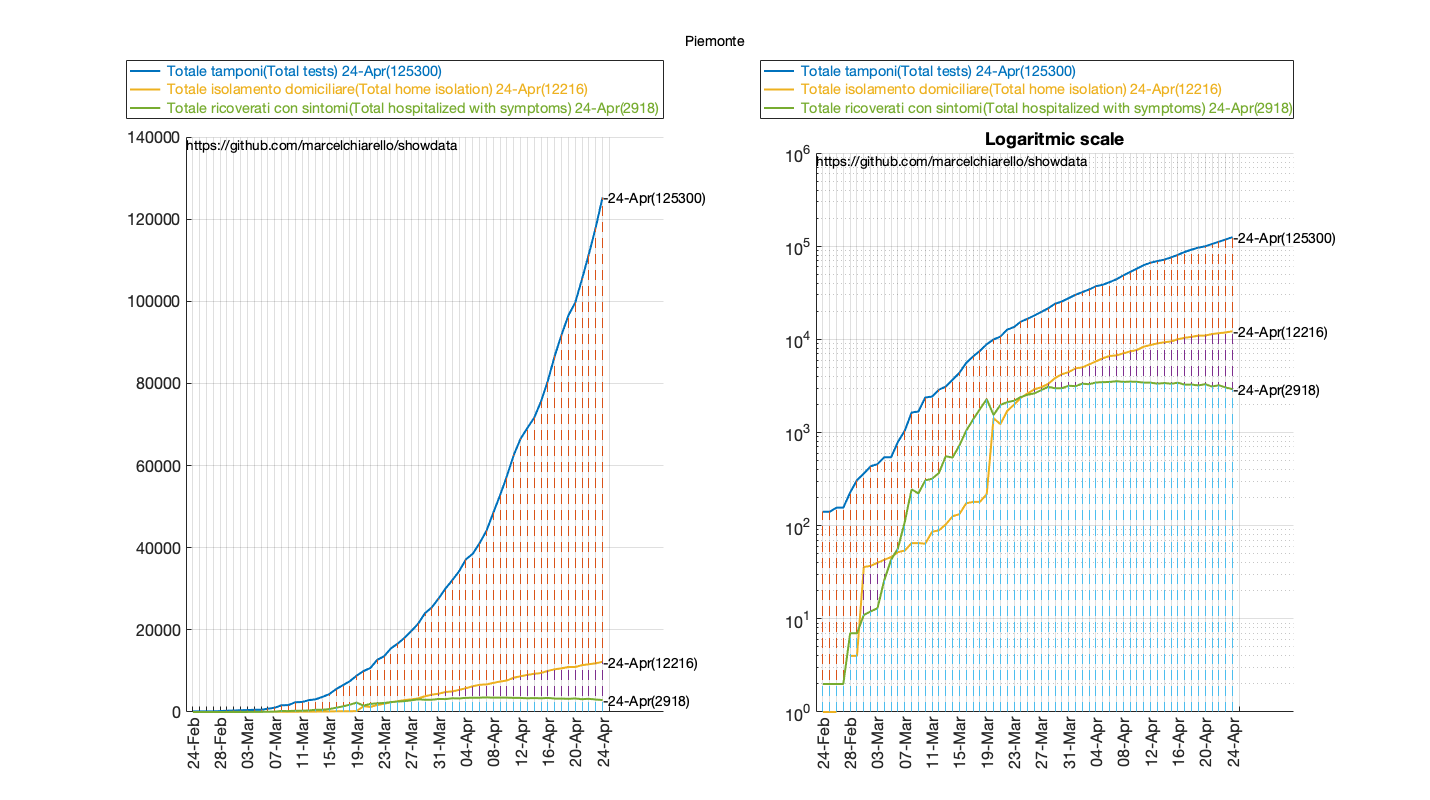 Piemonte
Totale tamponi(Total tests) 24-Apr(125300)
Totale isolamento domiciliare(Total home isolation) 24-Apr(12216)
Totale ricoverati con sintomi(Total hospitalized with symptoms) 24-Apr(2918)
140000
120000
100000
80000
60000
40000
20000
0
https://github.com/marcelchiarello/showdata
-24-Apr(125300)
-24-Apr(12216)
-24-Apr(2918)
24-Feb
28-Feb
03-Mar
07-Mar
11-Mar
15-Mar
19-Mar
23-Mar
27-Mar
31-Mar
04-Apr
08-Apr
12-Apr
16-Apr
20-Apr
24-Apr
Totale tamponi(Total tests) 24-Apr(125300)
Totale isolamento domiciliare(Total home isolation) 24-Apr(12216)
Totale ricoverati con sintomi(Total hospitalized with symptoms) 24-Apr(2918)
Logaritmic scale
10^6
10^5
10^4
10^3
10^2
10^1
10^0
https://github.com/marcelchiarello/showdata
-24-Apr(125300)
-24-Apr(12216)
-24-Apr(2918)
24-Feb
28-Feb
03-Mar
07-Mar
11-Mar
15-Mar
19-Mar
23-Mar
27-Mar
31-Mar
04-Apr
08-Apr
12-Apr
16-Apr
20-Apr
24-Apr